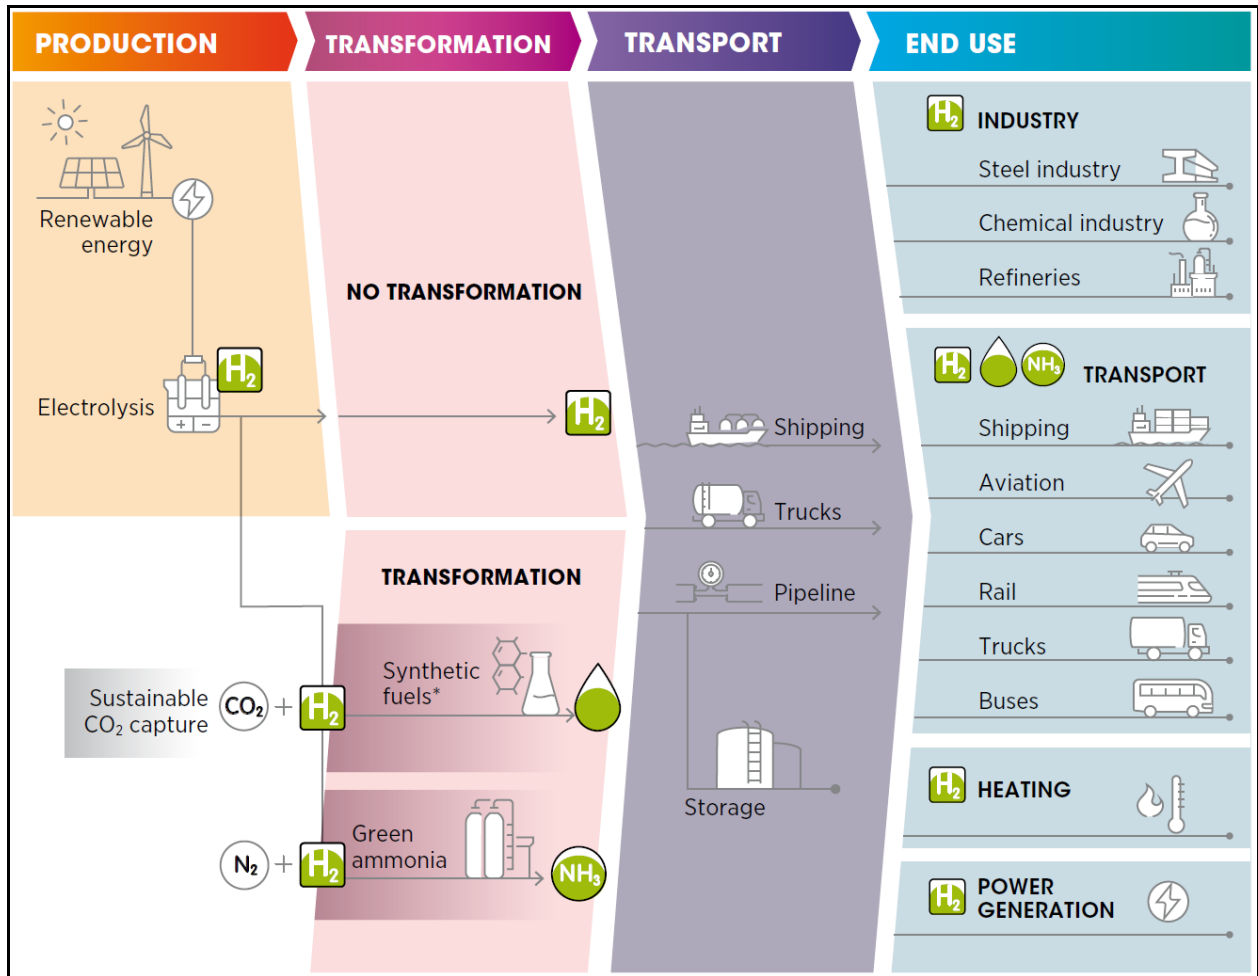 PRODUCTION
TRANSFORMATION
TRANSPORT
END USE
Renewable
energy
Electrolysis
H₂
NO TRANSFORMATION
H₂
TRANSFORMATION
Sustainable
CO₂ capture
CO₂ + H₂
Synthetic
fuels*
N₂ + H₂
Green
ammonia
NH₃
Shipping
Trucks
Pipeline
Storage
H₂ INDUSTRY
Steel industry
Chemical industry
Refineries
H₂ NH₃ TRANSPORT
Shipping
Aviation
Cars
Rail
Trucks
Buses
H₂ HEATING
H₂ POWER
GENERATION